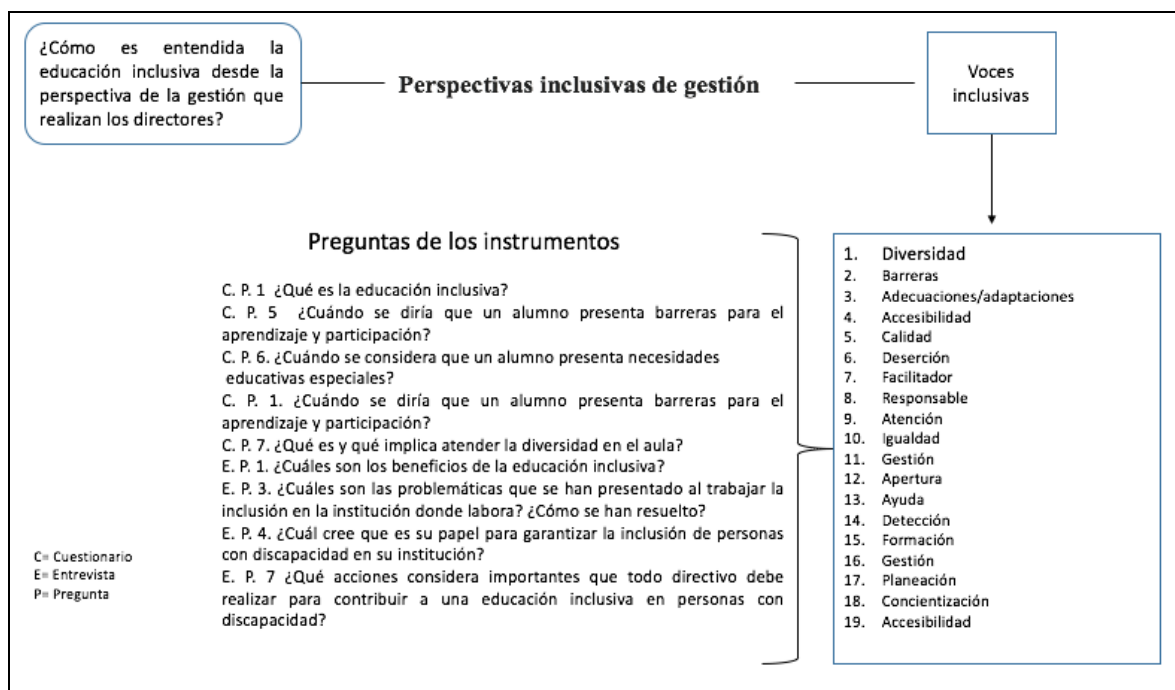 ¿Cómo es entendida la
educación inclusiva desde la
perspectiva de la gestión que
realizan los directores?
Perspectivas inclusivas de gestión
Voces
inclusivas
Preguntas de los instrumentos
C. P. 1 ¿Qué es la educación inclusiva?
C. P. 5 ¿Cuándo se diría que un alumno presenta barreras para el
aprendizaje y participación?
C. P. 6. ¿Cuándo se considera que un alumno presenta necesidades
educativas especiales?
C. P. 1. ¿Cuándo se diría que un alumno presenta barreras para el
aprendizaje y participación?
C. P. 7. ¿Qué es y qué implica atender la diversidad en el aula?
E. P. 1. ¿Cuáles son los beneficios de la educación inclusiva?
E. P. 3. ¿Cuáles son las problemáticas que se han presentado al trabajar la
inclusión en la institución donde labora? ¿Cómo se han resuelto?
E. P. 4. ¿Cuál cree que es su papel para garantizar la inclusión de personas
con discapacidad en su institución?
E. P. 7 ¿Qué acciones considera importantes que todo directivo debe
realizar para contribuir a una educación inclusiva en personas con
discapacidad?
C= Cuestionario
E= Entrevista
P= Pregunta
1. Diversidad
2. Barreras
3. Adecuaciones/adaptaciones
4. Accesibilidad
5. Calidad
6. Deserción
7. Facilitador
8. Responsable
9. Atención
10. Igualdad
11. Gestión
12. Apertura
13. Ayuda
14. Detección
15. Formación
16. Gestión
17. Planeación
18. Concientización
19. Accesibilidad